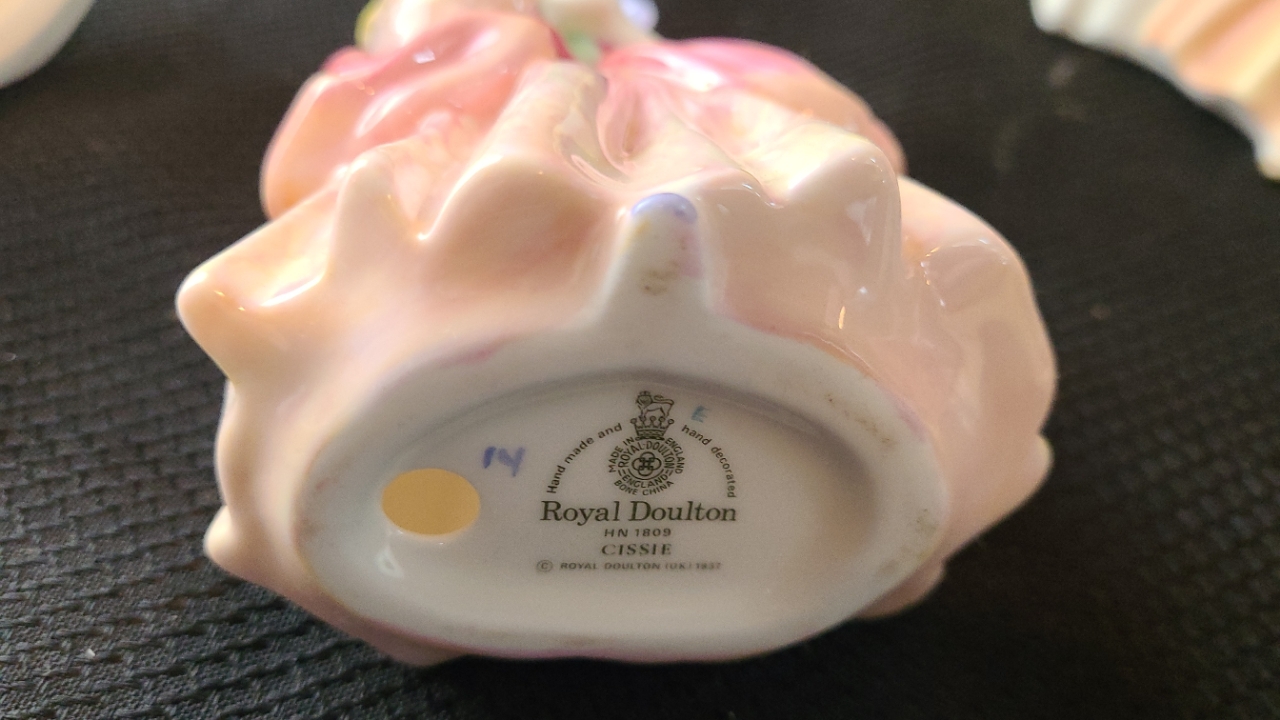 E
14
Hand made and hand decorated
MADE IN ENGLAND
ROYAL DOULTON
ENGLAND
BONE CHINA
Royal Doulton
HN 1809
CISSIE
© ROYAL DOULTON (UK) 1937